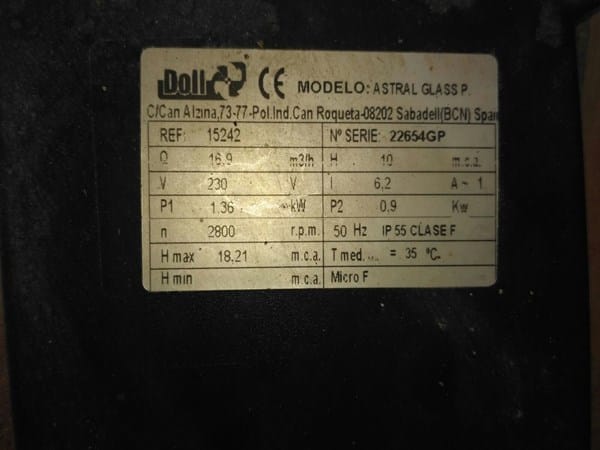 Doll CE MODELO: ASTRAL GLASS P.
C/Can Alzina,73-77-Pol.Ind.Can Roqueta-08202 Sabadell(BCN) Spain
REF: 15242 Nº SERIE: 22654GP
Q 16,9 m3/h H 10 m.c.a.
V 230 V I 6,2 A ~ 1
P1 1.36 kW P2 0,9 Kw
n 2800 r.p.m. 50 Hz IP 55 CLASE F
H max 18,21 m.c.a. T med. = 35 ºC.
H min m.c.a. Micro F